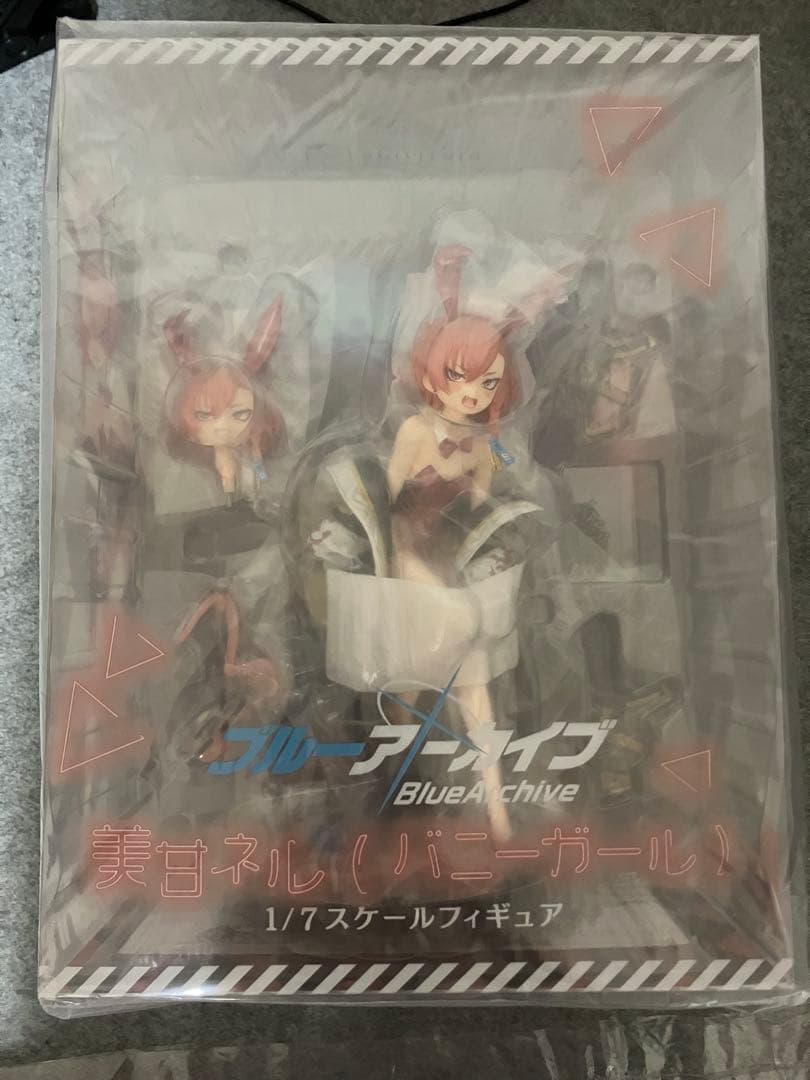 ブルーアーカイブ
BlueArchive
美甘ネル(バニーガール)
1/7スケールフィギュア